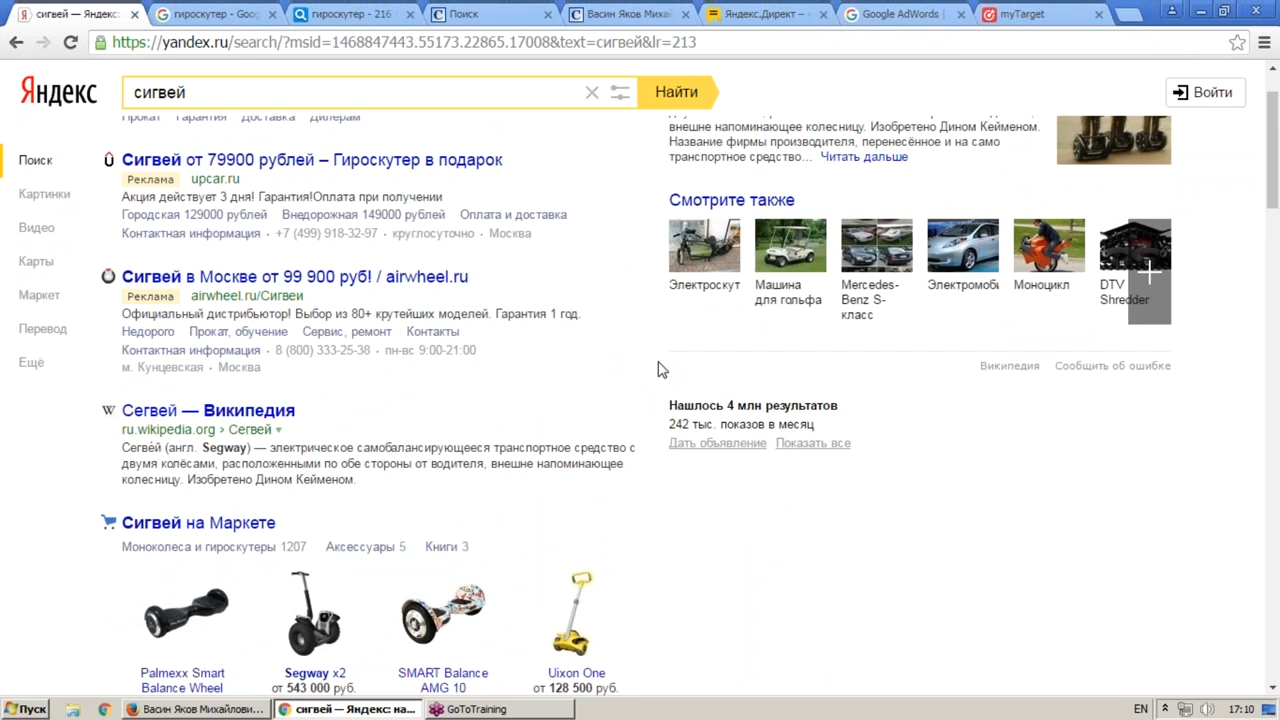 сигвей — Яндекс:
гироскутер - Goog
гироскутер - 216
Поиск
Васин Яков Михай
Яндекс.Директ –
Google AdWords |
myTarget
https://yandex.ru/search/?msid=1468847443.55173.22865.17008&text=сигвей&lr=213
Яндекс
сигвей
Найти
Войти
Прокат Гарантия Доставка Дилерам
Поиск
Картинки
Видео
Карты
Маркет
Перевод
Ещё
Сигвей от 79900 рублей – Гироскутер в подарок
Реклама upcar.ru
Акция действует 3 дня! Гарантия!Оплата при получении
Городская 129000 рублей Внедорожная 149000 рублей Оплата и доставка
Контактная информация · +7 (499) 918-32-97 · круглосуточно · Москва
Сигвей в Москве от 99 900 руб! / airwheel.ru
Реклама airwheel.ru/Сигвеи
Официальный дистрибьютор! Выбор из 80+ крутейших моделей. Гарантия 1 год.
Недорого Прокат, обучение Сервис, ремонт Контакты
Контактная информация · 8 (800) 333-25-38 · пн-вс 9:00-21:00
м. Кунцевская · Москва
W Сегвей — Википедия
ru.wikipedia.org › Сегвей
Сегве́й (англ. Segway) — электрическое самобалансирующееся транспортное средство с
двумя колёсами, расположенными по обе стороны от водителя, внешне напоминающее
колесницу. Изобретено Дином Кейменом.
Сигвей на Маркете
Моноколеса и гироскутеры 1207 Аксессуары 5 Книги 3
Palmexx Smart
Balance Wheel
Segway x2
от 543 000 руб.
SMART Balance
AMG 10
Uixon One
от 128 500 руб.
внешне напоминающее колесницу. Изобретено Дином Кейменом.
Название фирмы производителя, перенесённое и на само
транспортное средство… Читать дальше
Смотрите также
Электроскут
Машина
для гольфа
Mercedes-
Benz S-
класс
Электромоби
Моноцикл
DTV
Shredder
Википедия Сообщить об ошибке
Нашлось 4 млн результатов
242 тыс. показов в месяц
Дать объявление Показать все
Пуск
Васин Яков Михайлови...
сигвей — Яндекс: на...
GoToTraining
EN
17:10